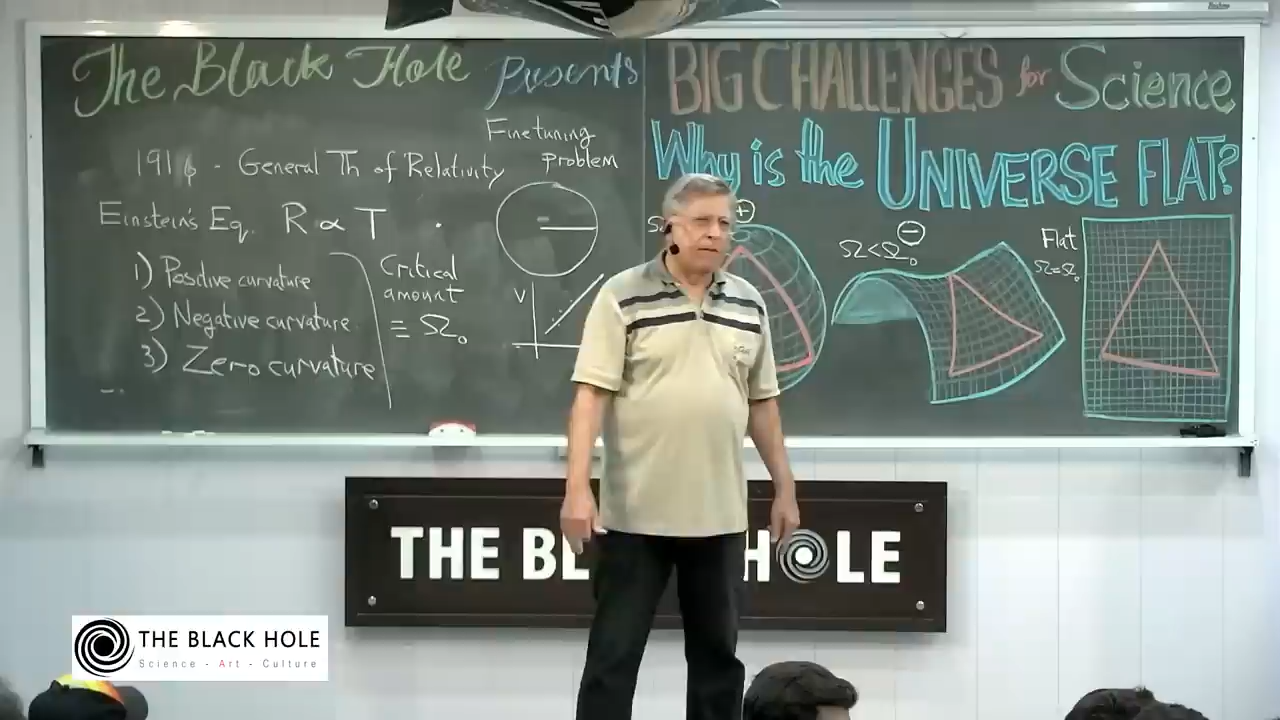 The Black Hole Presents
BIG CHALLENGES for Science
Why is the UNIVERSE FLAT?
Finetuning
Problem
General Th of Relativity
Einstein's Eq. R ∝ T
1) Positive curvature
2) Negative curvature
3) Zero curvature
Critical
amount
≡ Ω₀
V
+
Ω<Ω₀
−
Flat
Ω=Ω₀
THE BL
HOLE
THE BLACK HOLE
Science - Art - Culture